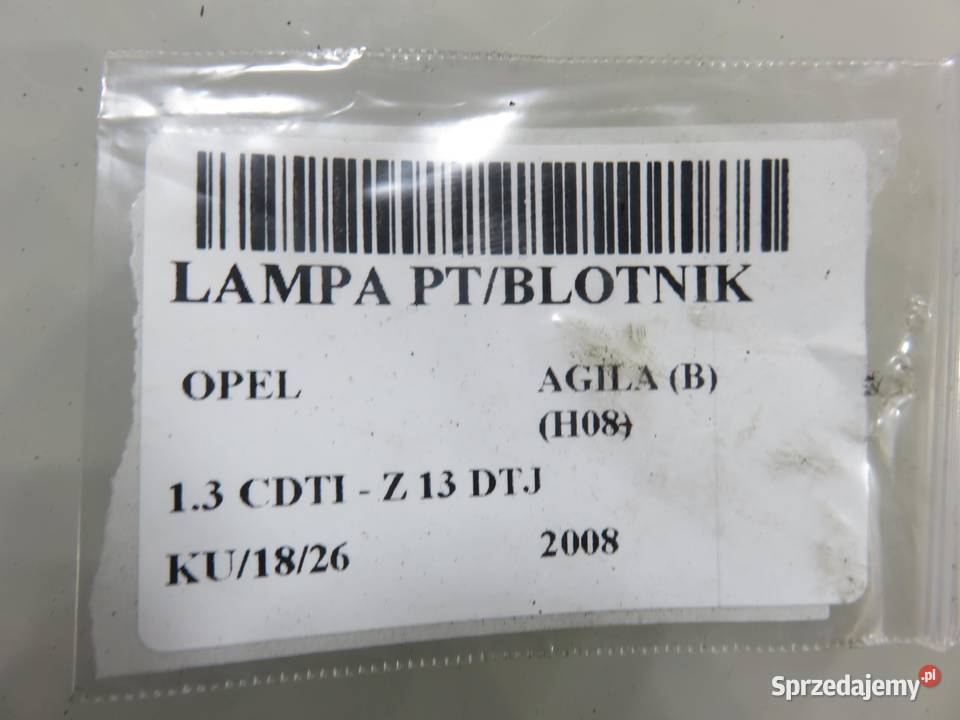 LAMPA PT/BLOTNIK
OPEL AGILA (B)
(H08)
1.3 CDTI - Z 13 DTJ
KU/18/26 2008
Sprzedajemy.pl